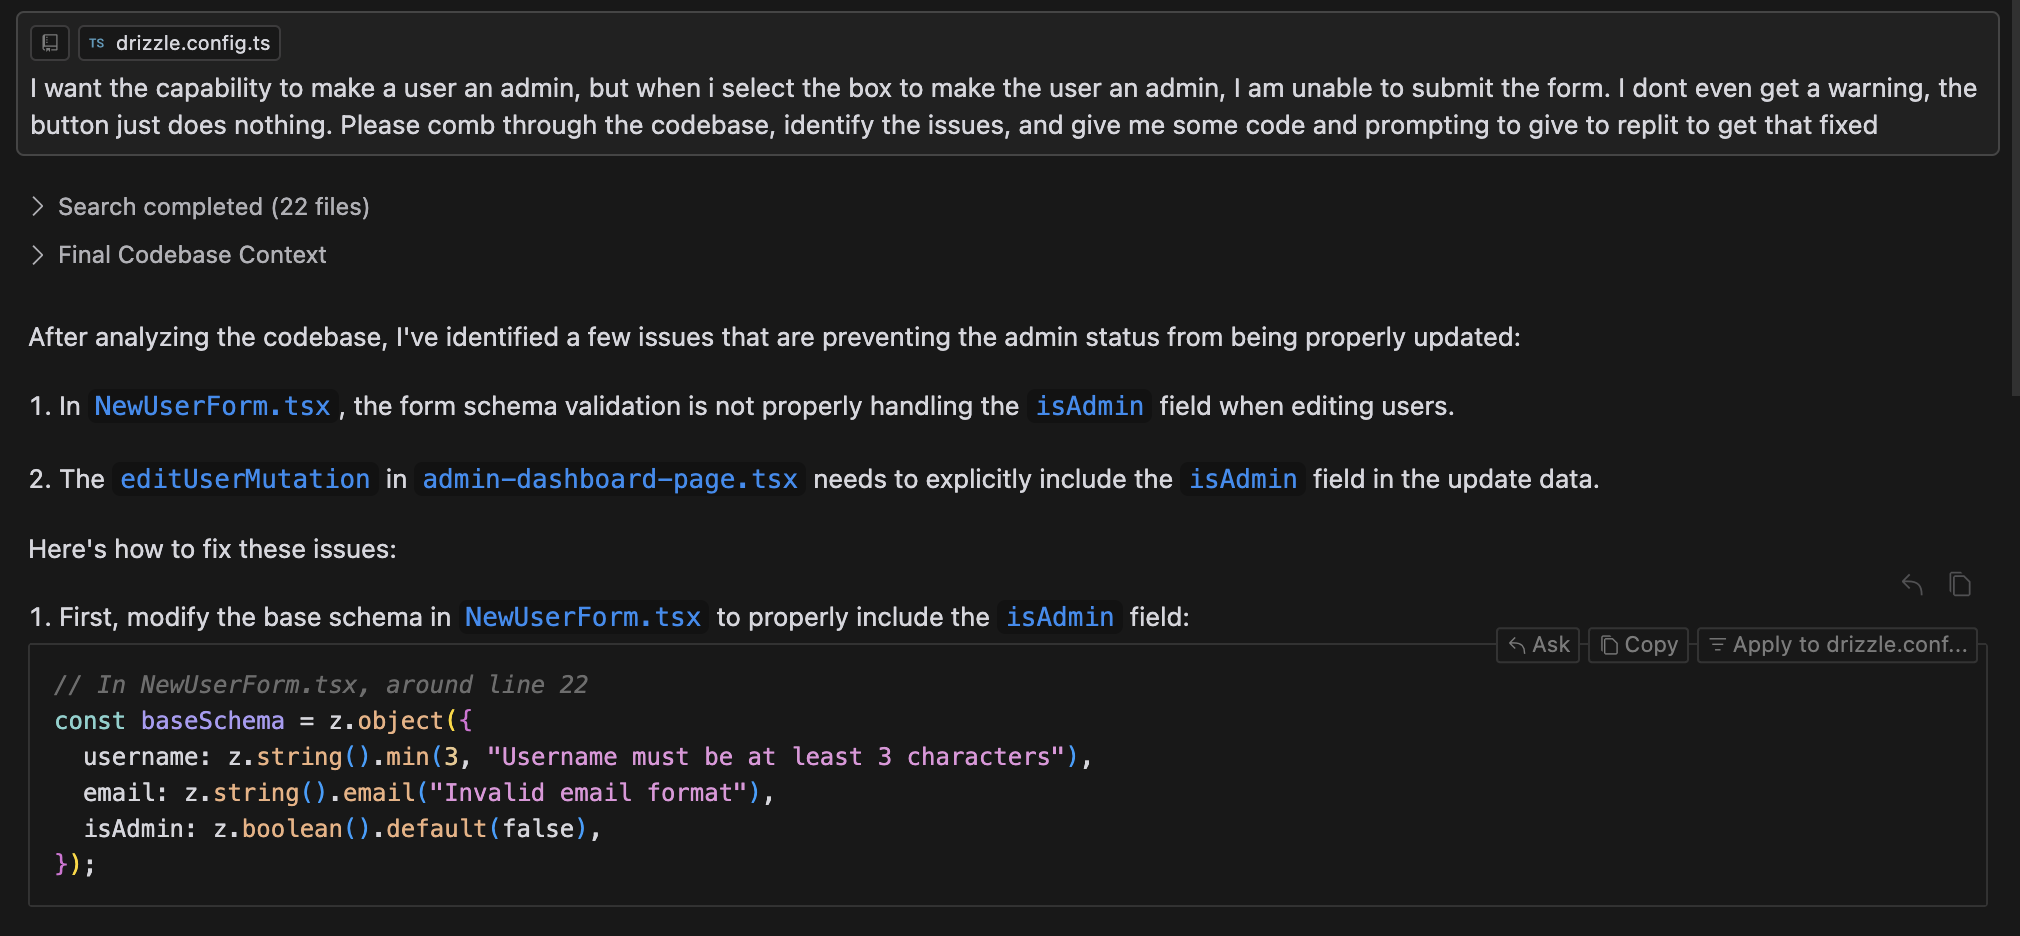 TS drizzle.config.ts
I want the capability to make a user an admin, but when i select the box to make the user an admin, I am unable to submit the form. I dont even get a warning, the
button just does nothing. Please comb through the codebase, identify the issues, and give me some code and prompting to give to replit to get that fixed
Search completed (22 files)
Final Codebase Context
After analyzing the codebase, I've identified a few issues that are preventing the admin status from being properly updated:
1. In NewUserForm.tsx, the form schema validation is not properly handling the isAdmin field when editing users.
2. The editUserMutation in admin-dashboard-page.tsx needs to explicitly include the isAdmin field in the update data.
Here's how to fix these issues:
1. First, modify the base schema in NewUserForm.tsx to properly include the isAdmin field:
Ask Copy Apply to drizzle.conf...
// In NewUserForm.tsx, around line 22
const baseSchema = z.object({
  username: z.string().min(3, "Username must be at least 3 characters"),
  email: z.string().email("Invalid email format"),
  isAdmin: z.boolean().default(false),
});